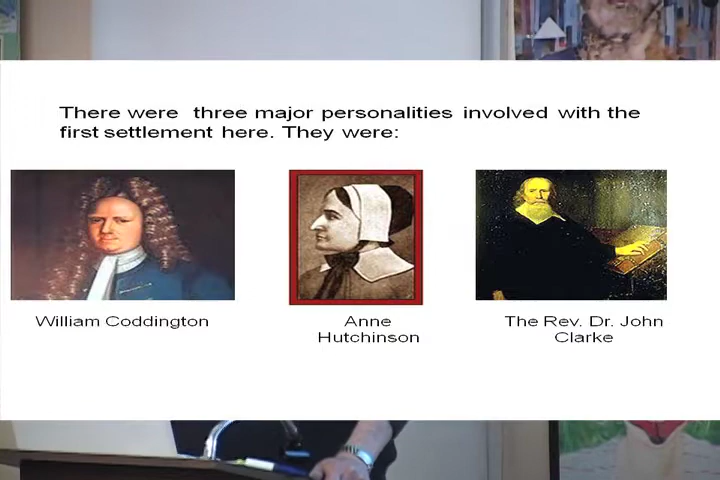 There were three major personalities involved with the
first settlement here. They were:
William Coddington
Anne
Hutchinson
The Rev. Dr. John
Clarke